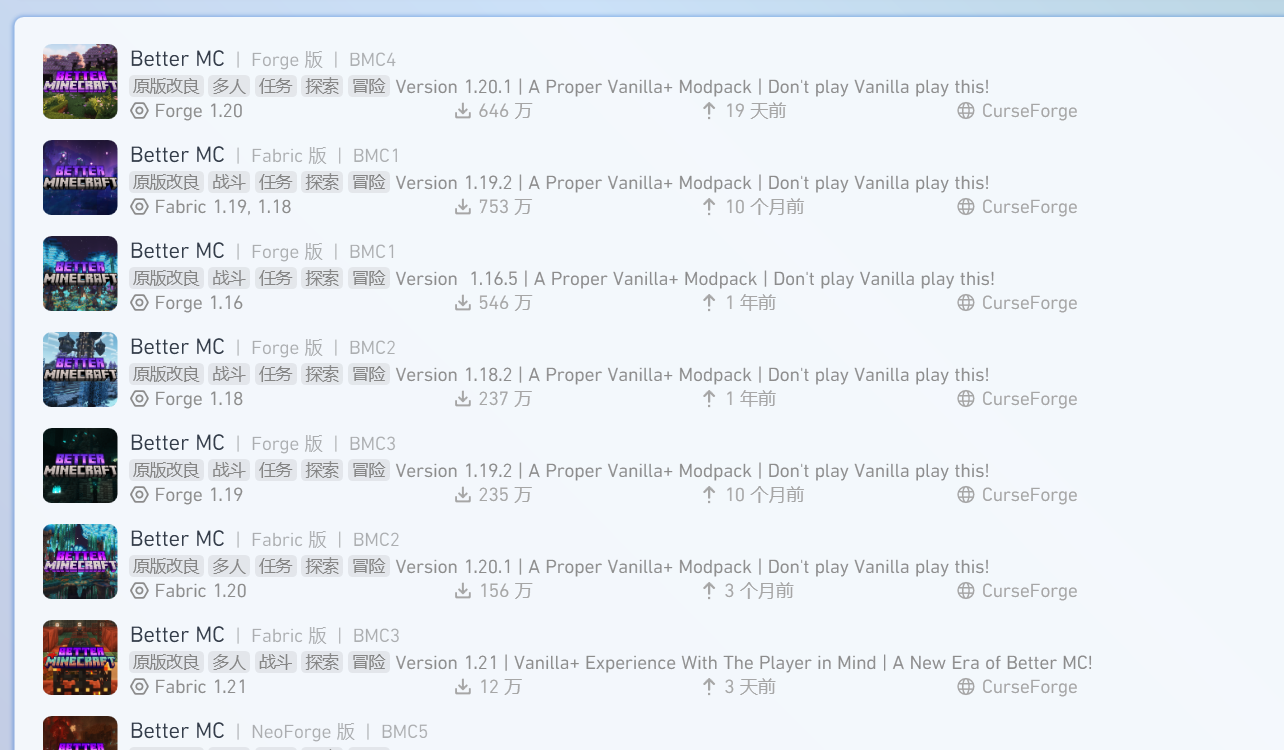 Better MC | Forge 版 | BMC4
原版改良 多人 任务 探索 冒险 Version 1.20.1 | A Proper Vanilla+ Modpack | Don't play Vanilla play this!
Forge 1.20 646 万 19 天前 CurseForge
Better MC | Fabric 版 | BMC1
原版改良 战斗 任务 探索 冒险 Version 1.19.2 | A Proper Vanilla+ Modpack | Don't play Vanilla play this!
Fabric 1.19, 1.18 753 万 10 个月前 CurseForge
Better MC | Forge 版 | BMC1
原版改良 战斗 任务 探索 冒险 Version  1.16.5 | A Proper Vanilla+ Modpack | Don't play Vanilla play this!
Forge 1.16 546 万 1 年前 CurseForge
Better MC | Forge 版 | BMC2
原版改良 战斗 任务 探索 冒险 Version 1.18.2 | A Proper Vanilla+ Modpack | Don't play Vanilla play this!
Forge 1.18 237 万 1 年前 CurseForge
Better MC | Forge 版 | BMC3
原版改良 战斗 任务 探索 冒险 Version 1.19.2 | A Proper Vanilla+ Modpack | Don't play Vanilla play this!
Forge 1.19 235 万 10 个月前 CurseForge
Better MC | Fabric 版 | BMC2
原版改良 多人 任务 探索 冒险 Version 1.20.1 | A Proper Vanilla+ Modpack | Don't play Vanilla play this!
Fabric 1.20 156 万 3 个月前 CurseForge
Better MC | Fabric 版 | BMC3
原版改良 多人 战斗 探索 冒险 Version 1.21 | Vanilla+ Experience With The Player in Mind | A New Era of Better MC!
Fabric 1.21 12 万 3 天前 CurseForge
Better MC | NeoForge 版 | BMC5
BETTER
MINECRAFT
BETTER
MINECRAFT
BETTER
MINECRAFT
BETTER
MINECRAFT
BETTER
MINECRAFT
BETTER
MINECRAFT
BETTER
MINECRAFT
BETTER